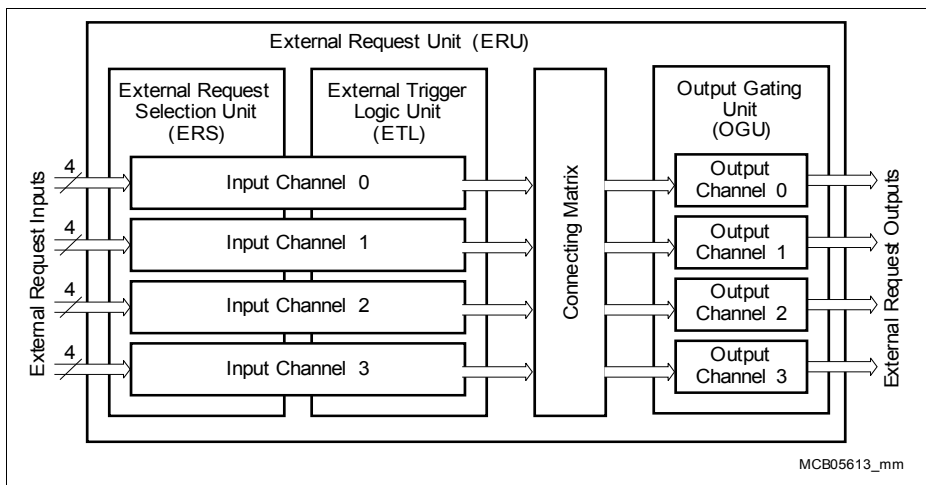 External Request Unit (ERU)
External Request
Selection Unit
(ERS)
External Trigger
Logic Unit
(ETL)
Output Gating
Unit
(OGU)
External Request Inputs
4
4
4
4
Input Channel 0
Input Channel 1
Input Channel 2
Input Channel 3
Connecting Matrix
Output
Channel 0
Output
Channel 1
Output
Channel 2
Output
Channel 3
External Request Outputs
MCB05613_mm